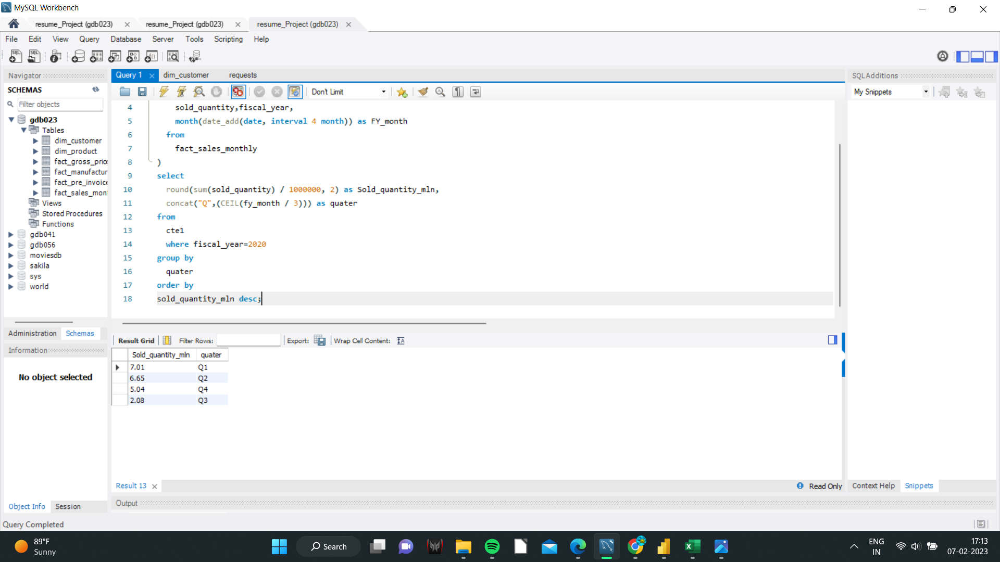 MySQL Workbench
resume_Project (gdb023)
resume_Project (gdb023)
resume_Project (gdb023)
File Edit View Query Database Server Tools Scripting Help
Navigator
SCHEMAS
Filter objects
gdb023
Tables
dim_customer
dim_product
fact_gross_price
fact_manufactur
fact_pre_invoice
fact_sales_mont
Views
Stored Procedures
Functions
gdb041
gdb056
moviesdb
sakila
sys
world
Administration Schemas
Information
No object selected
Object Info Session
Query 1 dim_customer requests
Don't Limit
4 sold_quantity,fiscal_year,
5 month(date_add(date, interval 4 month)) as FY_month
6 from
7 fact_sales_monthly
8 )
9 select
10 round(sum(sold_quantity) / 1000000, 2) as Sold_quantity_mln,
11 concat("Q",(CEIL(fy_month / 3))) as quater
12 from
13 cte1
14 where fiscal_year=2020
15 group by
16 quater
17 order by
18 sold_quantity_mln desc;
Result Grid Filter Rows: Export: Wrap Cell Content:
Sold_quantity_mln quater
7.01 Q1
6.65 Q2
5.04 Q4
2.08 Q3
Result 13
Read Only
Output
SQLAdditions
My Snippets
Context Help Snippets
Query Completed
89°F
Sunny
Search
ENG
IN
17:13
07-02-2023